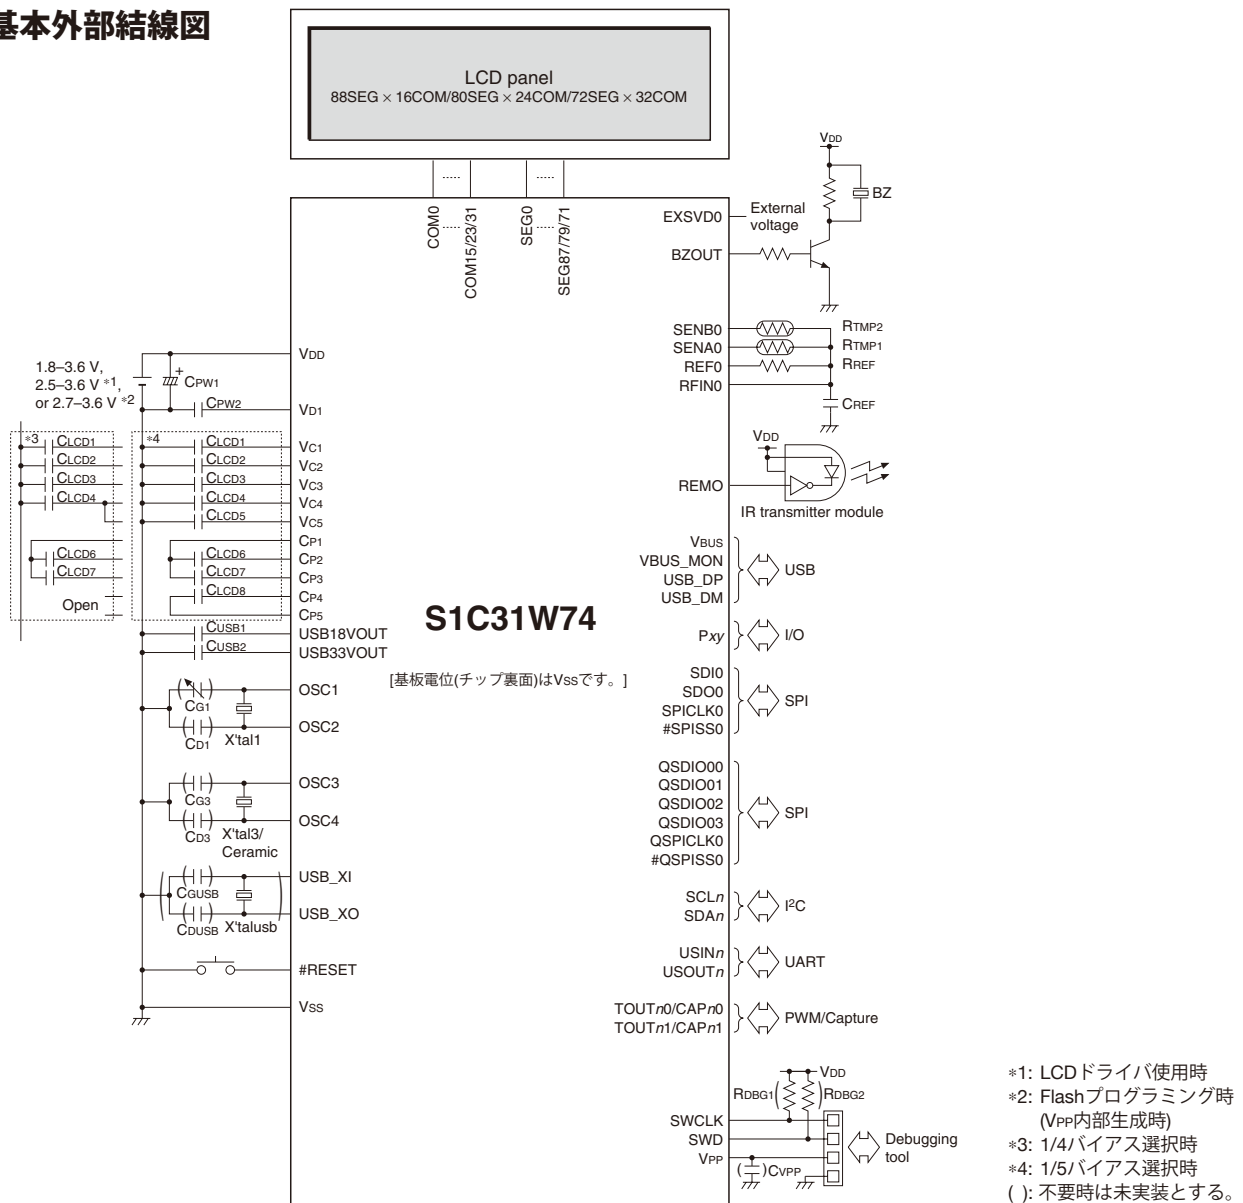 基本外部結線図
LCD panel
88SEG × 16COM/80SEG × 24COM/72SEG × 32COM
COM0
COM15/23/31
SEG0
SEG87/79/71
S1C31W74
[基板電位(チップ裏面)はVSSです。]
1.8–3.6 V,
2.5–3.6 V *1,
or 2.7–3.6 V *2
+
CPW1
CPW2
VDD
VD1
*3
CLCD1
CLCD2
CLCD3
CLCD4
CLCD6
CLCD7
Open
*4
CLCD1
CLCD2
CLCD3
CLCD4
CLCD5
CLCD6
CLCD7
CLCD8
VC1
VC2
VC3
VC4
VC5
CP1
CP2
CP3
CP4
CP5
CUSB1
USB18VOUT
CUSB2
USB33VOUT
CG1
OSC1
CD1
X'tal1
OSC2
CG3
OSC3
CD3
X'tal3/
Ceramic
OSC4
CGUSB
USB_XI
CDUSB
X'talusb
USB_XO
#RESET
VSS
VDD
BZ
EXSVD0
External
voltage
BZOUT
SENB0
RTMP2
SENA0
RTMP1
REF0
RREF
RFIN0
CREF
VDD
REMO
IR transmitter module
VBUS
VBUS_MON
USB_DP
USB_DM
USB
Pxy
I/O
SDI0
SDO0
SPICLK0
#SPISS0
SPI
QSDIO00
QSDIO01
QSDIO02
QSDIO03
QSPICLK0
#QSPISS0
SPI
SCLn
SDAn
I²C
USINn
USOUTn
UART
TOUTn0/CAPn0
TOUTn1/CAPn1
PWM/Capture
VDD
RDBG1
RDBG2
SWCLK
SWD
VPP
CVPP
Debugging
tool
*1: LCDドライバ使用時
*2: Flashプログラミング時
(VPP内部生成時)
*3: 1/4バイアス選択時
*4: 1/5バイアス選択時
( ): 不要時は未実装とする。